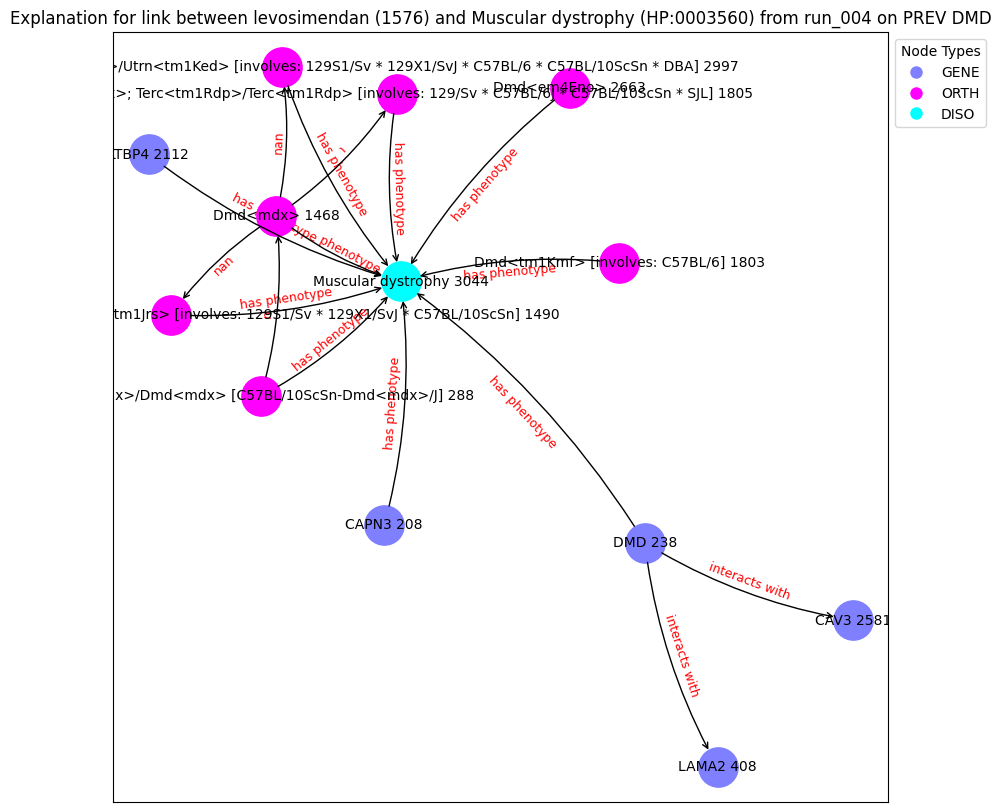 Explanation for link between levosimendan (1576) and Muscular dystrophy (HP:0003560) from run_004 on PREV DMD
Node Types
GENE
ORTH
DISO
>/Utrn<tm1Ked> [involves: 129S1/Sv * 129X1/SvJ * C57BL/6 * C57BL/10ScSn * DBA] 2997
Dmd<em4Eno> 2663
>; Terc<tm1Rdp>/Terc<tm1Rdp> [involves: 129/Sv * C57BL/6 * C57BL/10ScSn * SJL] 1805
nan
has phenotype
has phenotype
has phenotype
LTBP4 2112
has phenotype
Dmd<mdx> 1468
type phenotype
nan
Dmd<tm1Kmf> [involves: C57BL/6] 1803
has phenotype
Muscular dystrophy 3044
has phenotype
tm1Jrs> [involves: 129S1/Sv * 129X1/SvJ * C57BL/10ScSn] 1490
has phenotype
x>/Dmd<mdx> [C57BL/10ScSn-Dmd<mdx>/J] 288
has phenotype
has phenotype
CAPN3 208
DMD 238
interacts with
CAV3 2581
interacts with
LAMA2 408